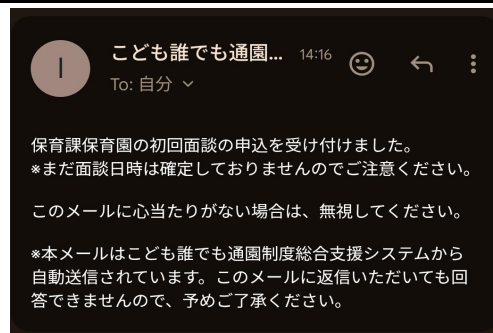 I
こども誰でも通園... 14:16
To: 自分
保育課保育園の初回面談の申込を受け付けました。
※まだ面談日時は確定しておりませんのでご注意ください。
このメールに心当たりがない場合は、無視してください。
※本メールはこども誰でも通園制度総合支援システムから
自動送信されています。このメールに返信いただいても回
答できませんので、予めご了承ください。